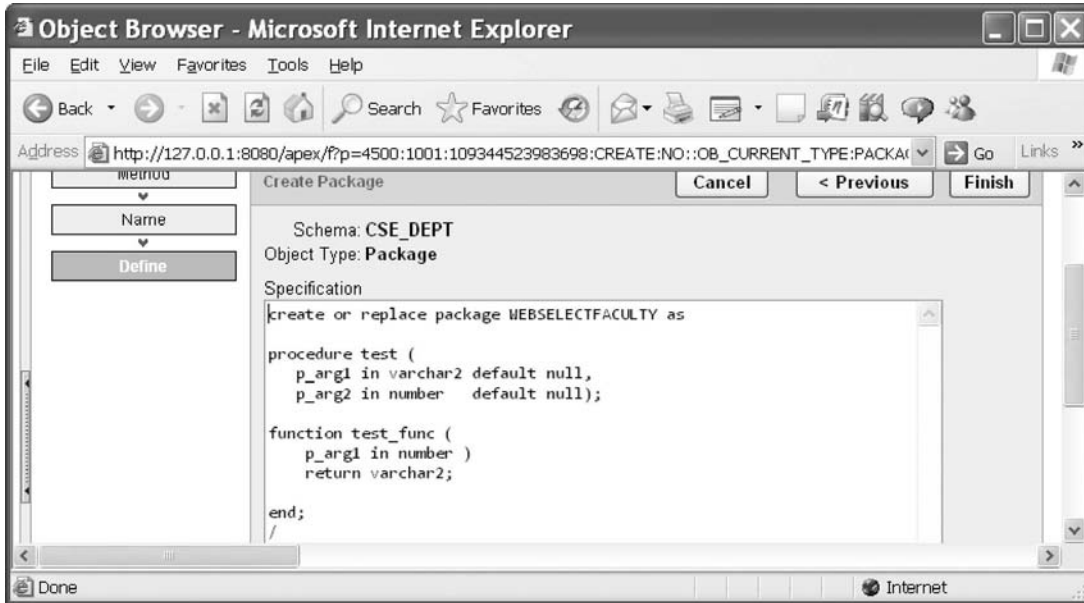 Object Browser - Microsoft Internet Explorer
File Edit View Favorites Tools Help
Back Search Favorites
Address http://127.0.0.1:8080/apex/f?p=4500:1001:109344523983698:CREATE:NO::OB_CURRENT_TYPE:PACKA Go Links »
Method
Create Package Cancel < Previous Finish
Name
Define
Schema: CSE_DEPT
Object Type: Package
Specification
create or replace package WEBSELECTFACULTY as
procedure test (
p_arg1 in varchar2 default null,
p_arg2 in number default null);
function test_func (
p_arg1 in number )
return varchar2;
end;
/
Done Internet